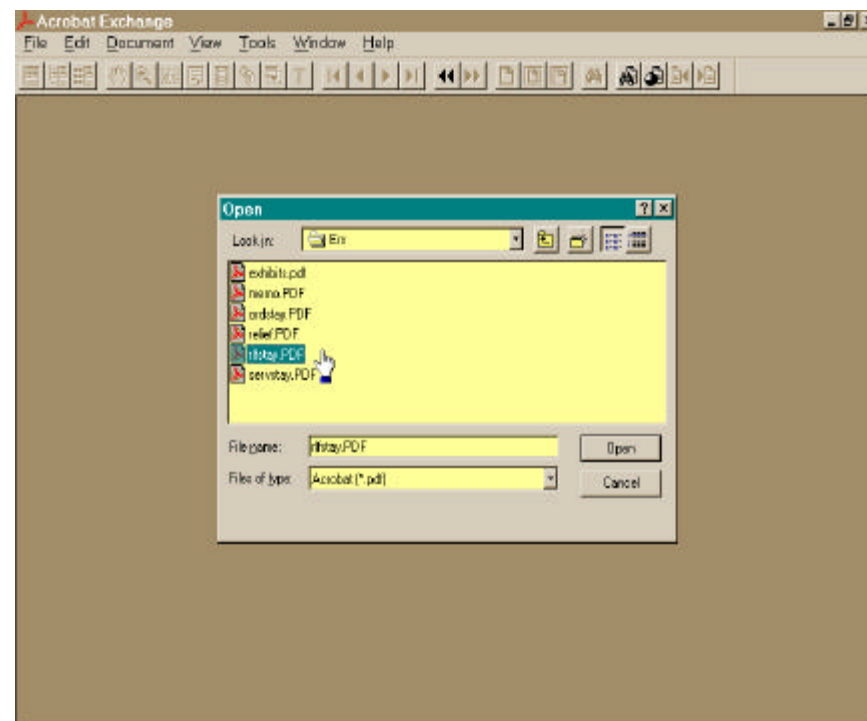 Acrobat Exchange
File Edit Document View Tools Window Help
Open
Look in: Err
exhibits.pdf
memo.PDF
ordstay.PDF
relief.PDF
rlfstay.PDF
servstay.PDF
File name: rlfstay.PDF
Open
Files of type: Acrobat (*.pdf)
Cancel